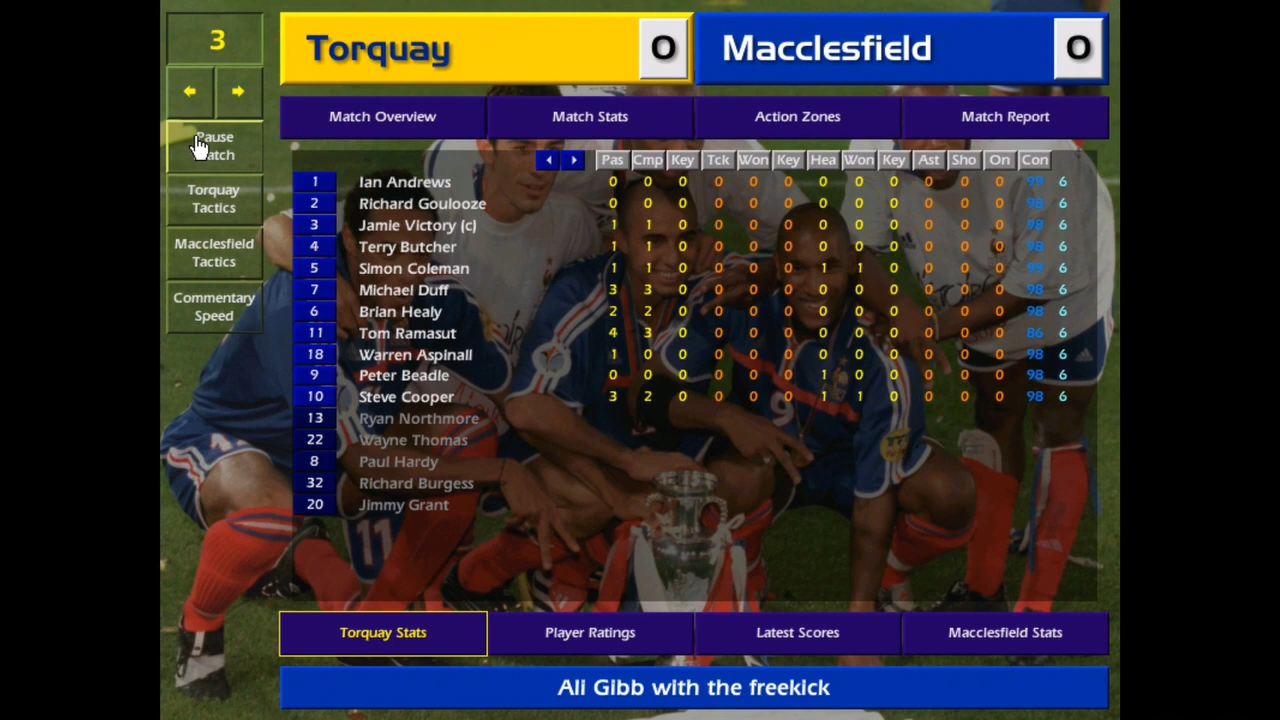 3
Torquay 0 Macclesfield 0
Pause Match
Torquay Tactics
Macclesfield Tactics
Commentary Speed
Match Overview Match Stats Action Zones Match Report
Pas Cmp Key Tck Won Key Hea Won Key Ast Sho On Con
1 Ian Andrews 0 0 0 0 0 0 0 0 0 0 0 0 99 6
2 Richard Goulooze 0 0 0 0 0 0 0 0 0 0 0 0 98 6
3 Jamie Victory (c) 1 1 0 0 0 0 0 0 0 0 0 0 98 6
4 Terry Butcher 1 1 0 0 0 0 0 0 0 0 0 0 98 6
5 Simon Coleman 1 1 0 0 0 0 1 1 0 0 0 0 99 6
7 Michael Duff 3 3 0 0 0 0 0 0 0 0 0 0 98 6
6 Brian Healy 2 2 0 0 0 0 0 0 0 0 0 0 98 6
11 Tom Ramasut 4 3 0 0 0 0 0 0 0 0 0 0 86 6
18 Warren Aspinall 1 0 0 0 0 0 0 0 0 0 0 0 98 6
9 Peter Beadle 0 0 0 0 0 0 1 0 0 0 0 0 98 6
10 Steve Cooper 3 2 0 0 0 0 1 1 0 0 0 0 98 6
13 Ryan Northmore
22 Wayne Thomas
8 Paul Hardy
32 Richard Burgess
20 Jimmy Grant
Torquay Stats Player Ratings Latest Scores Macclesfield Stats
Ali Gibb with the freekick